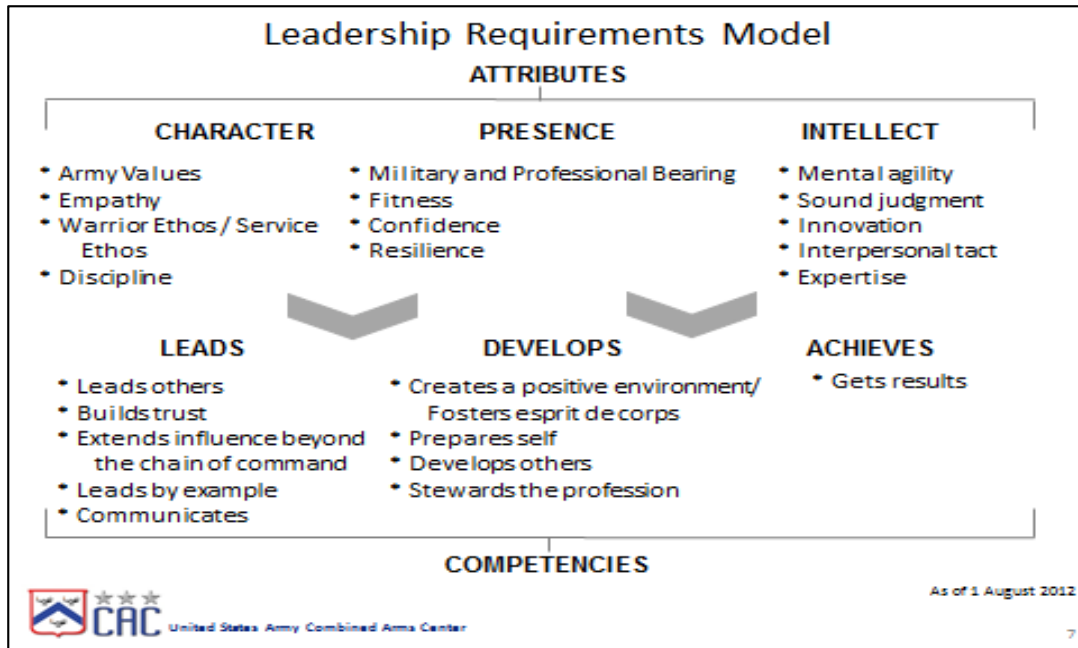 Leadership Requirements Model
ATTRIBUTES
CHARACTER
* Army Values
* Empathy
* Warrior Ethos / Service
Ethos
* Discipline
PRESENCE
* Military and Professional Bearing
* Fitness
* Confidence
* Resilience
INTELLECT
* Mental agility
* Sound judgment
* Innovation
* Interpersonal tact
* Expertise
LEADS
* Leads others
* Builds trust
* Extends influence beyond
the chain of command
* Leads by example
* Communicates
DEVELOPS
* Creates a positive environment/
Fosters esprit de corps
* Prepares self
* Develops others
* Stewards the profession
ACHIEVES
* Gets results
COMPETENCIES
As of 1 August 2012
CAC United States Army Combined Arms Center
7